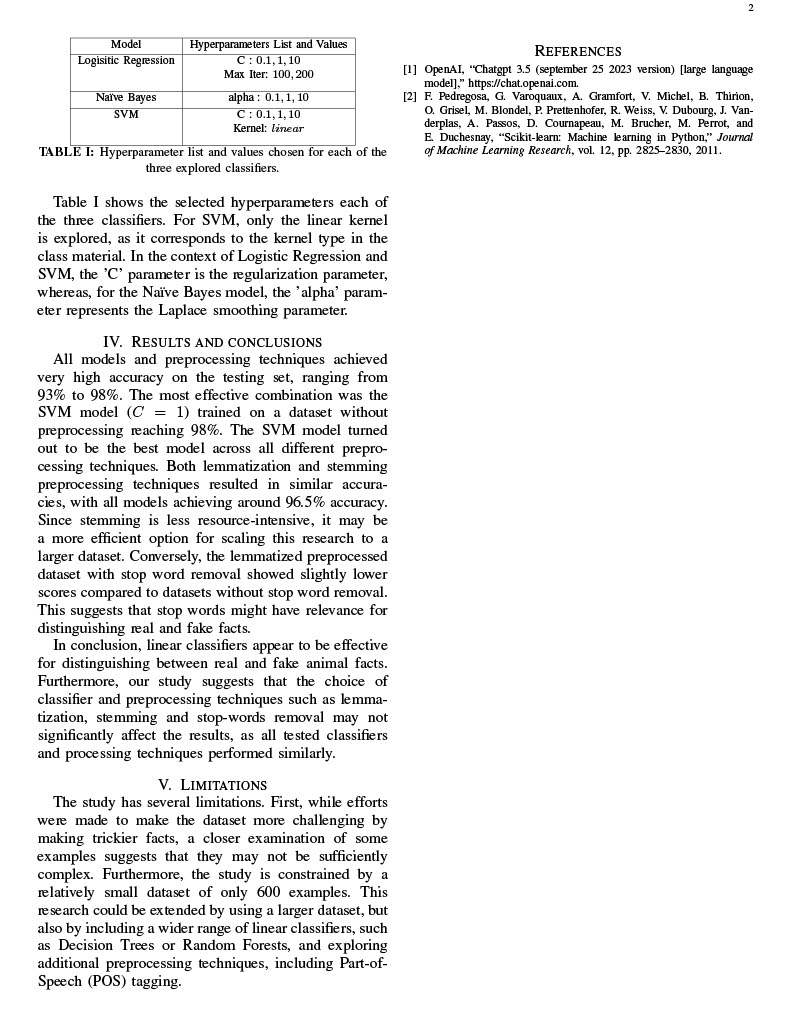 2
Model Hyperparameters List and Values
Logisitic Regression C : 0.1, 1, 10
Max Iter: 100, 200
Naïve Bayes alpha : 0.1, 1, 10
SVM C : 0.1, 1, 10
Kernel: linear
TABLE I: Hyperparameter list and values chosen for each of the
three explored classifiers.
Table I shows the selected hyperparameters each of
the three classifiers. For SVM, only the linear kernel
is explored, as it corresponds to the kernel type in the
class material. In the context of Logistic Regression and
SVM, the 'C' parameter is the regularization parameter,
whereas, for the Naïve Bayes model, the 'alpha' param-
eter represents the Laplace smoothing parameter.
IV. RESULTS AND CONCLUSIONS
All models and preprocessing techniques achieved
very high accuracy on the testing set, ranging from
93% to 98%. The most effective combination was the
SVM model (C = 1) trained on a dataset without
preprocessing reaching 98%. The SVM model turned
out to be the best model across all different prepro-
cessing techniques. Both lemmatization and stemming
preprocessing techniques resulted in similar accura-
cies, with all models achieving around 96.5% accuracy.
Since stemming is less resource-intensive, it may be
a more efficient option for scaling this research to a
larger dataset. Conversely, the lemmatized preprocessed
dataset with stop word removal showed slightly lower
scores compared to datasets without stop word removal.
This suggests that stop words might have relevance for
distinguishing real and fake facts.
In conclusion, linear classifiers appear to be effective
for distinguishing between real and fake animal facts.
Furthermore, our study suggests that the choice of
classifier and preprocessing techniques such as lemma-
tization, stemming and stop-words removal may not
significantly affect the results, as all tested classifiers
and processing techniques performed similarly.
V. LIMITATIONS
The study has several limitations. First, while efforts
were made to make the dataset more challenging by
making trickier facts, a closer examination of some
examples suggests that they may not be sufficiently
complex. Furthermore, the study is constrained by a
relatively small dataset of only 600 examples. This
research could be extended by using a larger dataset, but
also by including a wider range of linear classifiers, such
as Decision Trees or Random Forests, and exploring
additional preprocessing techniques, including Part-of-
Speech (POS) tagging.
REFERENCES
[1] OpenAI, “Chatgpt 3.5 (september 25 2023 version) [large language
model],” https://chat.openai.com.
[2] F. Pedregosa, G. Varoquaux, A. Gramfort, V. Michel, B. Thirion,
O. Grisel, M. Blondel, P. Prettenhofer, R. Weiss, V. Dubourg, J. Van-
derplas, A. Passos, D. Cournapeau, M. Brucher, M. Perrot, and
E. Duchesnay, “Scikit-learn: Machine learning in Python,” Journal
of Machine Learning Research, vol. 12, pp. 2825–2830, 2011.